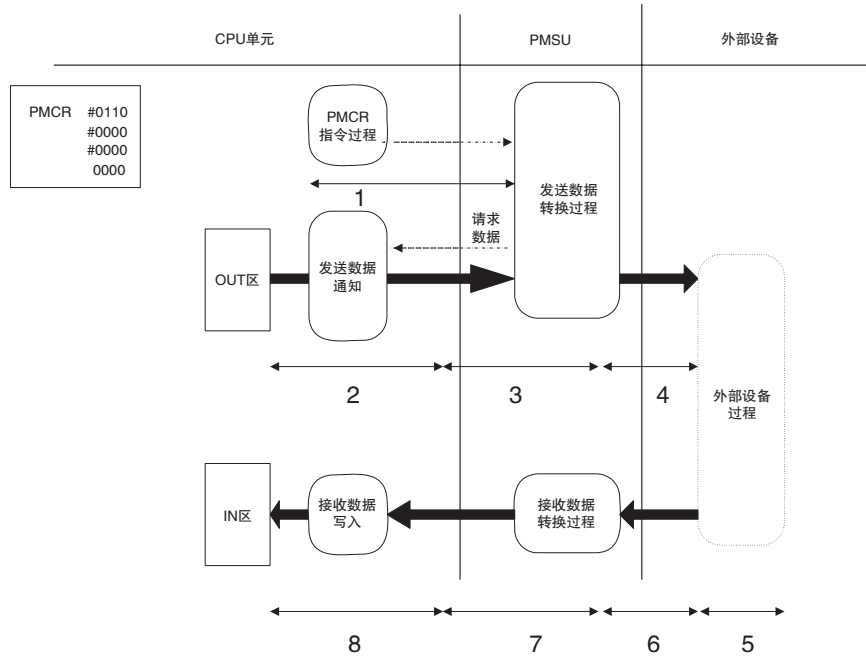 CPU单元
PMSU
外部设备
PMCR #0110
#0000
#0000
0000
PMCR
指令过程
1
请求
数据
发送数据
转换过程
OUT区
发送数据
通知
2
3
4
外部设备
过程
IN区
接收数据
写入
接收数据
转换过程
8
7
6
5